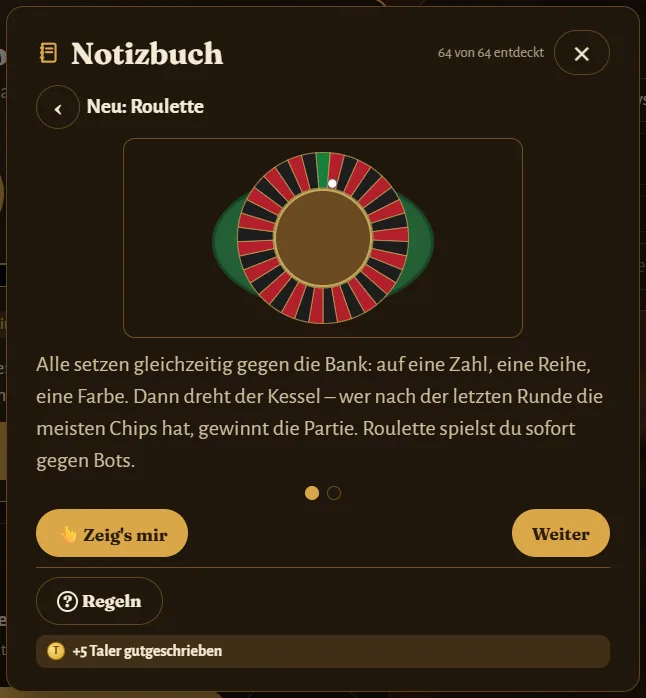 Notizbuch
64 von 64 entdeckt
Neu: Roulette
Alle setzen gleichzeitig gegen die Bank: auf eine Zahl, eine Reihe,
eine Farbe. Dann dreht der Kessel – wer nach der letzten Runde die
meisten Chips hat, gewinnt die Partie. Roulette spielst du sofort
gegen Bots.
👆 Zeig's mir
Weiter
? Regeln
T +5 Taler gutgeschrieben